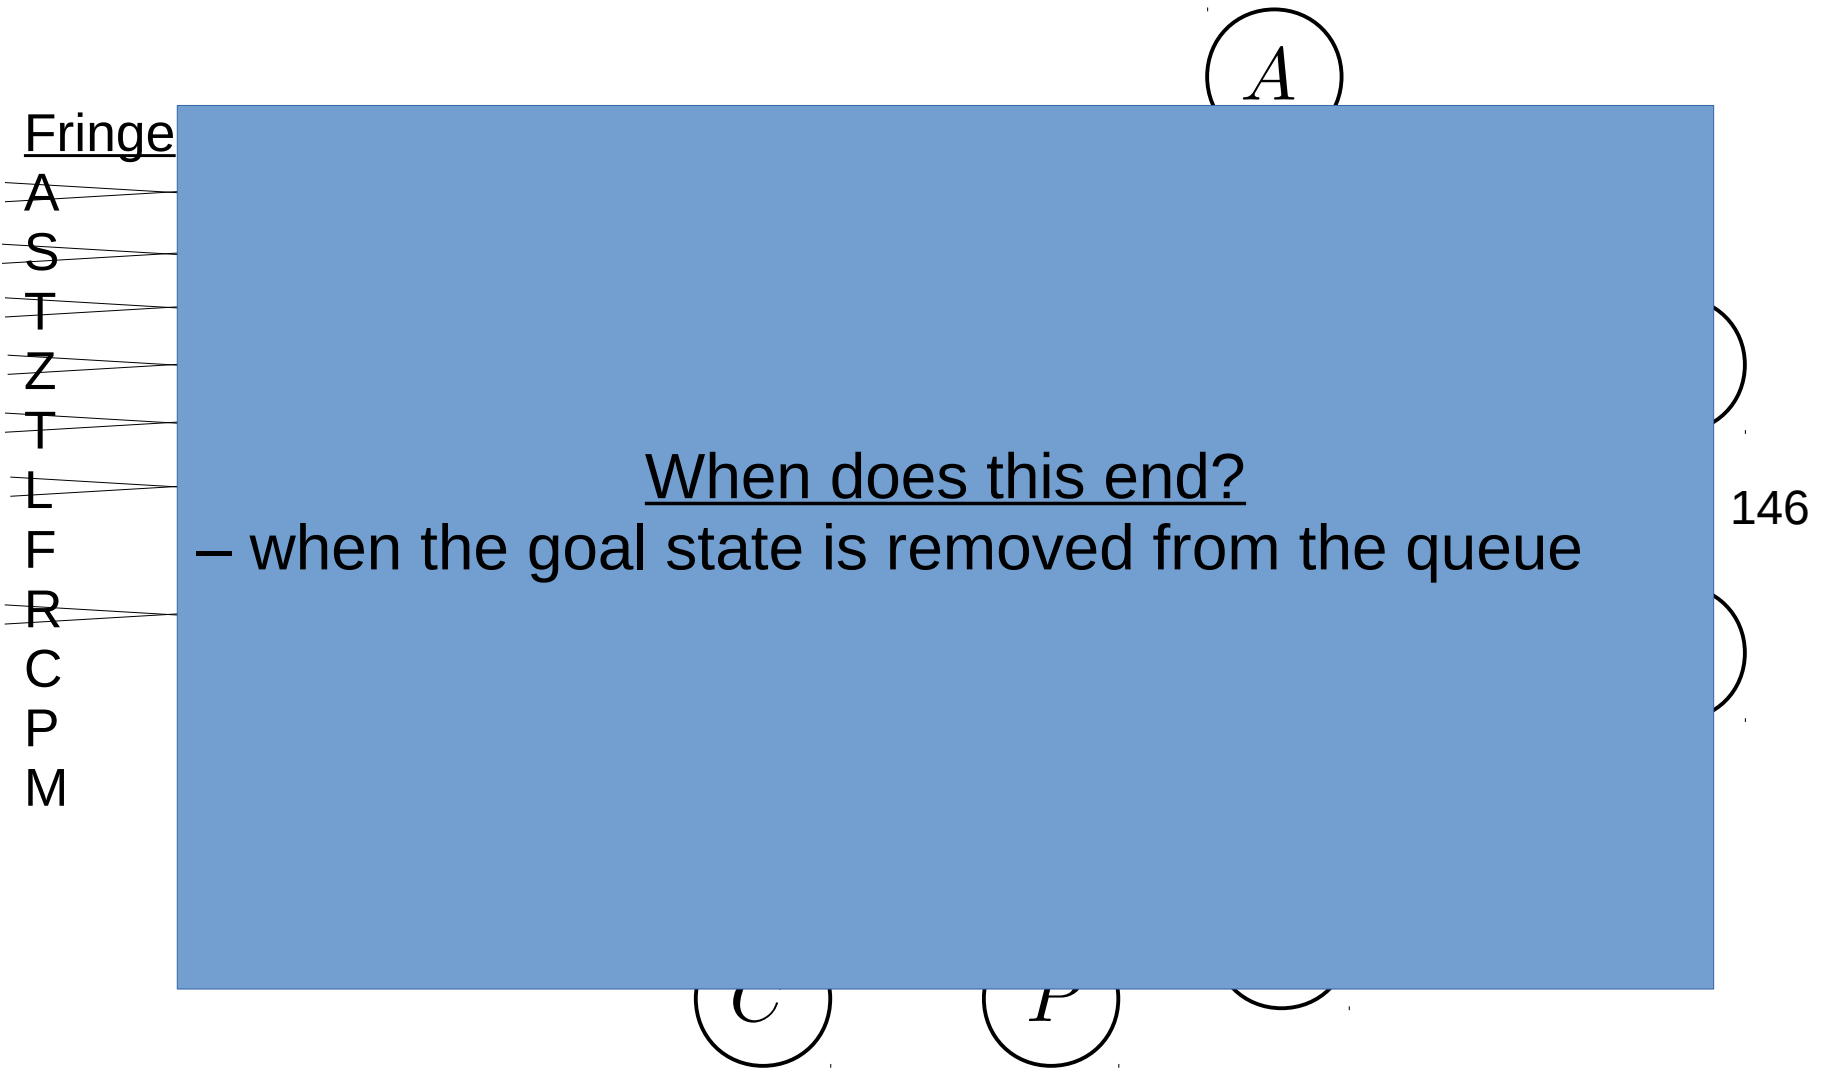 A
Fringe
A
S
T
Z
T
L
F
R
C
P
M
When does this end?
– when the goal state is removed from the queue
146
C
P